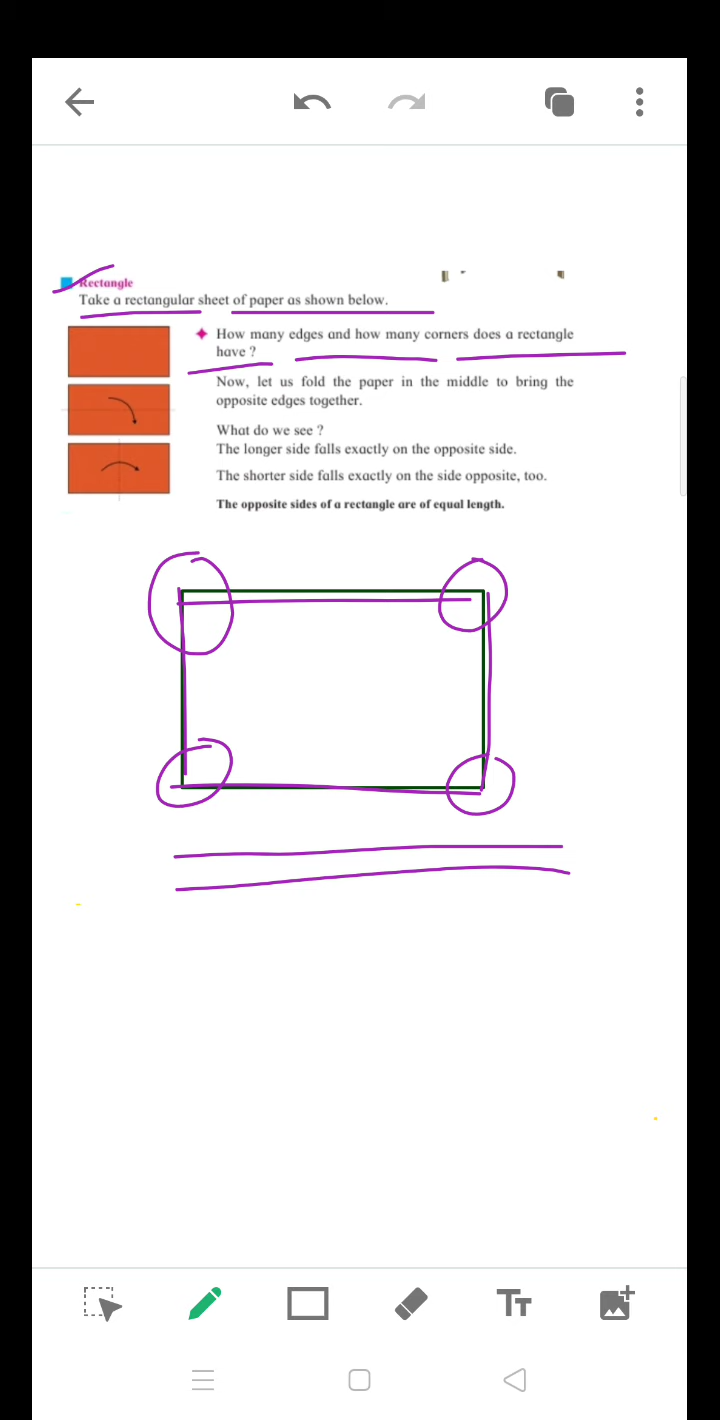 Rectangle
Take a rectangular sheet of paper as shown below.
How many edges and how many corners does a rectangle
have ?
Now, let us fold the paper in the middle to bring the
opposite edges together.
What do we see ?
The longer side falls exactly on the opposite side.
The shorter side falls exactly on the side opposite, too.
The opposite sides of a rectangle are of equal length.
TT